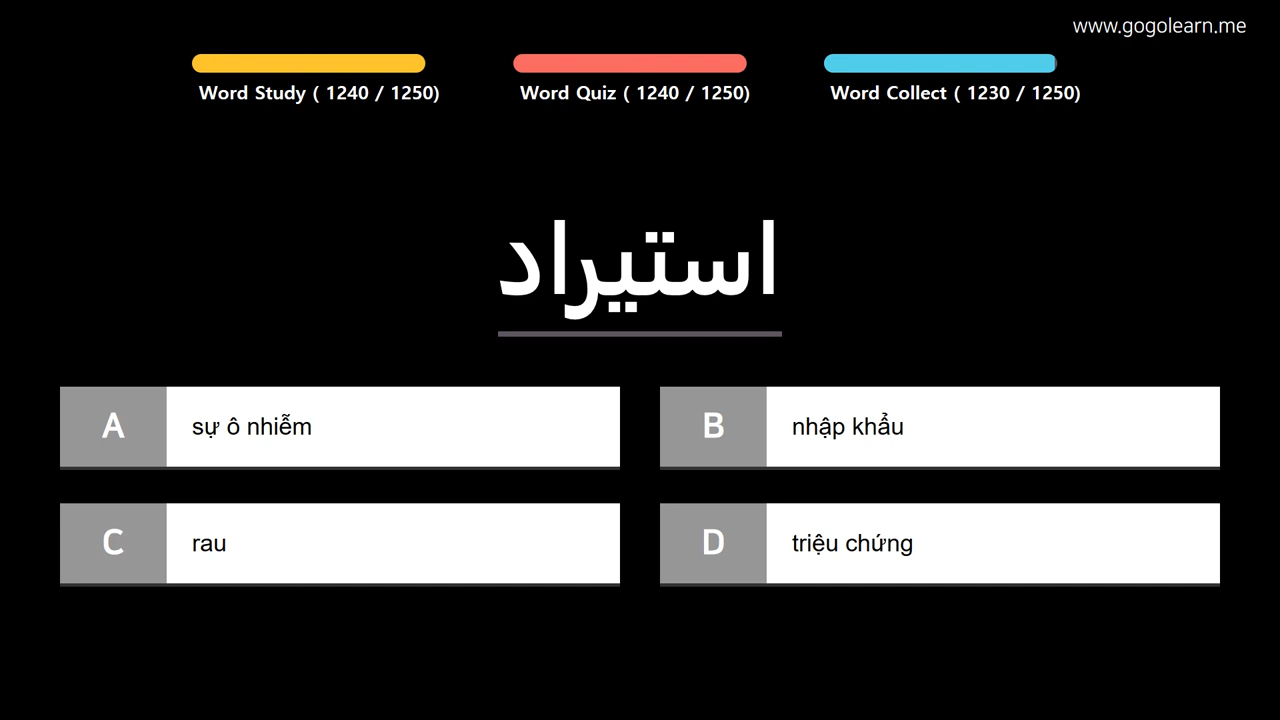 www.gogolearn.me
Word Study ( 1240 / 1250)
Word Quiz ( 1240 / 1250)
Word Collect ( 1230 / 1250)
استيراد
A sự ô nhiễm
B nhập khẩu
C rau
D triệu chứng